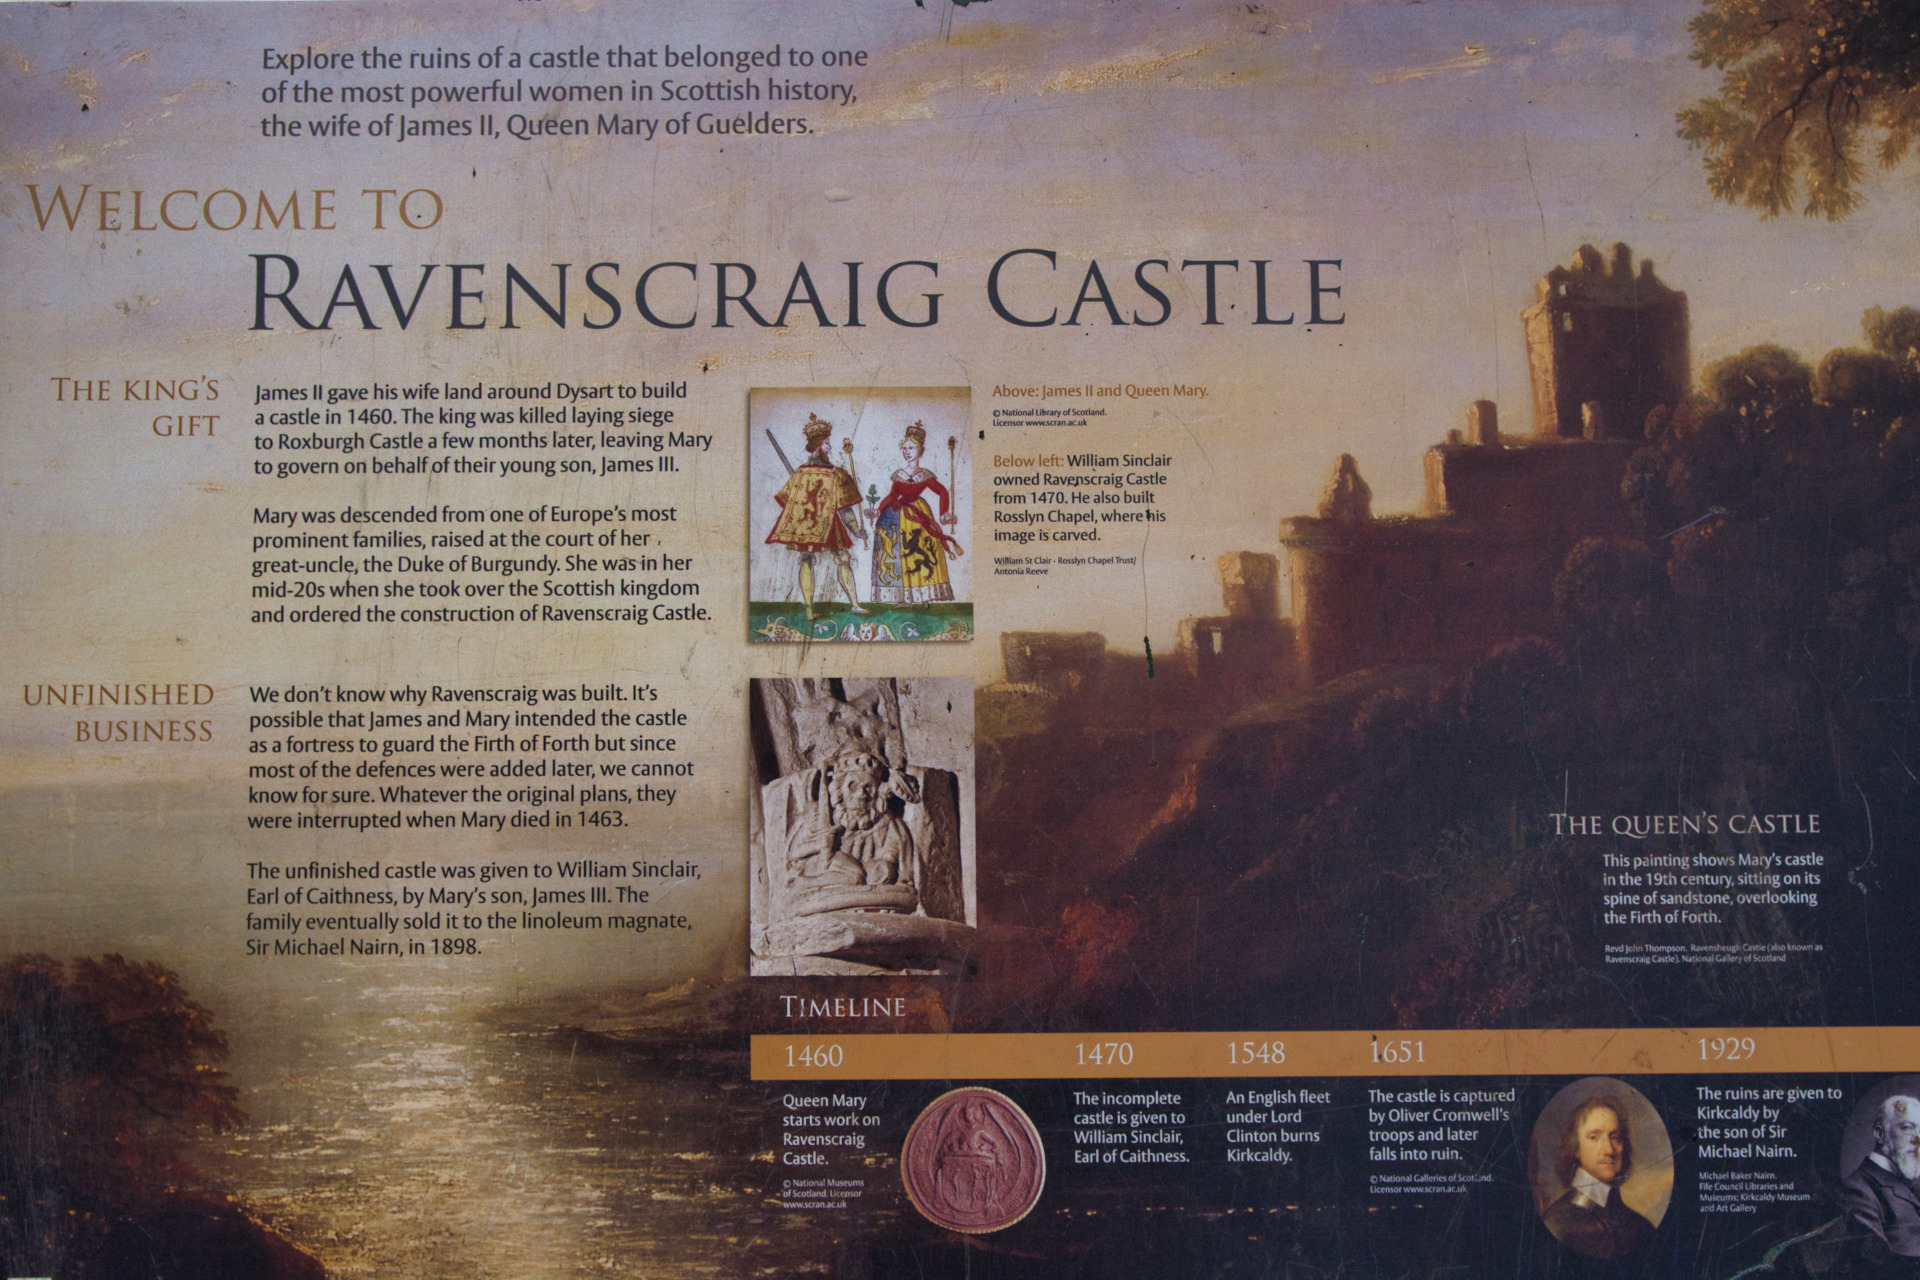 Explore the ruins of a castle that belonged to one
of the most powerful women in Scottish history,
the wife of James II, Queen Mary of Guelders.
WELCOME TO
RAVENSCRAIG CASTLE
THE KING'S
GIFT
James II gave his wife land around Dysart to build
a castle in 1460. The king was killed laying siege
to Roxburgh Castle a few months later, leaving Mary
to govern on behalf of their young son, James III.
Mary was descended from one of Europe's most
prominent families, raised at the court of her
great-uncle, the Duke of Burgundy. She was in her
mid-20s when she took over the Scottish kingdom
and ordered the construction of Ravenscraig Castle.
UNFINISHED
BUSINESS
We don't know why Ravenscraig was built. It's
possible that James and Mary intended the castle
as a fortress to guard the Firth of Forth but since
most of the defences were added later, we cannot
know for sure. Whatever the original plans, they
were interrupted when Mary died in 1463.
The unfinished castle was given to William Sinclair,
Earl of Caithness, by Mary's son, James III. The
family eventually sold it to the linoleum magnate,
Sir Michael Nairn, in 1898.
Above: James II and Queen Mary.
© National Library of Scotland.
Licensor www.scran.ac.uk
Below left: William Sinclair
owned Ravenscraig Castle
from 1470. He also built
Rosslyn Chapel, where his
image is carved.
William St Clair - Rosslyn Chapel Trust/
Antonia Reeve
THE QUEEN'S CASTLE
This painting shows Mary's castle
in the 19th century, sitting on its
spine of sandstone, overlooking
the Firth of Forth.
Revd John Thompson, Ravensheugh Castle (also known as
Ravenscraig Castle). National Gallery of Scotland
TIMELINE
1460
Queen Mary
starts work on
Ravenscraig
Castle.
© National Museums
of Scotland. Licensor
www.scran.ac.uk
1470
The incomplete
castle is given to
William Sinclair,
Earl of Caithness.
1548
An English fleet
under Lord
Clinton burns
Kirkcaldy.
1651
The castle is captured
by Oliver Cromwell's
troops and later
falls into ruin.
© National Galleries of Scotland.
Licensor www.scran.ac.uk
1929
The ruins are given to
Kirkcaldy by
the son of Sir
Michael Nairn.
Michael Baker Nairn.
Fife Council Libraries and
Museums; Kirkcaldy Museum
and Art Gallery